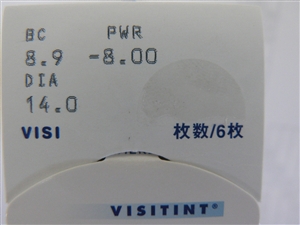 BC PWR
8.9 -8.00
DIA
14.0
VISI 枚数/6枚
VISITINT®